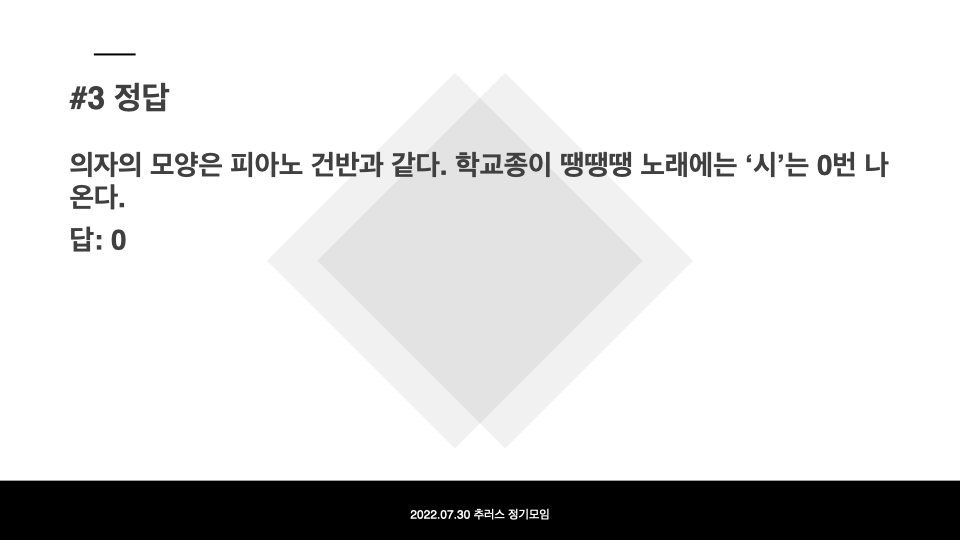 #3 정답
의자의 모양은 피아노 건반과 같다. 학교종이 땡땡땡 노래에는 ‘시’는 0번 나
온다.
답: 0
2022.07.30 추러스 정기모임